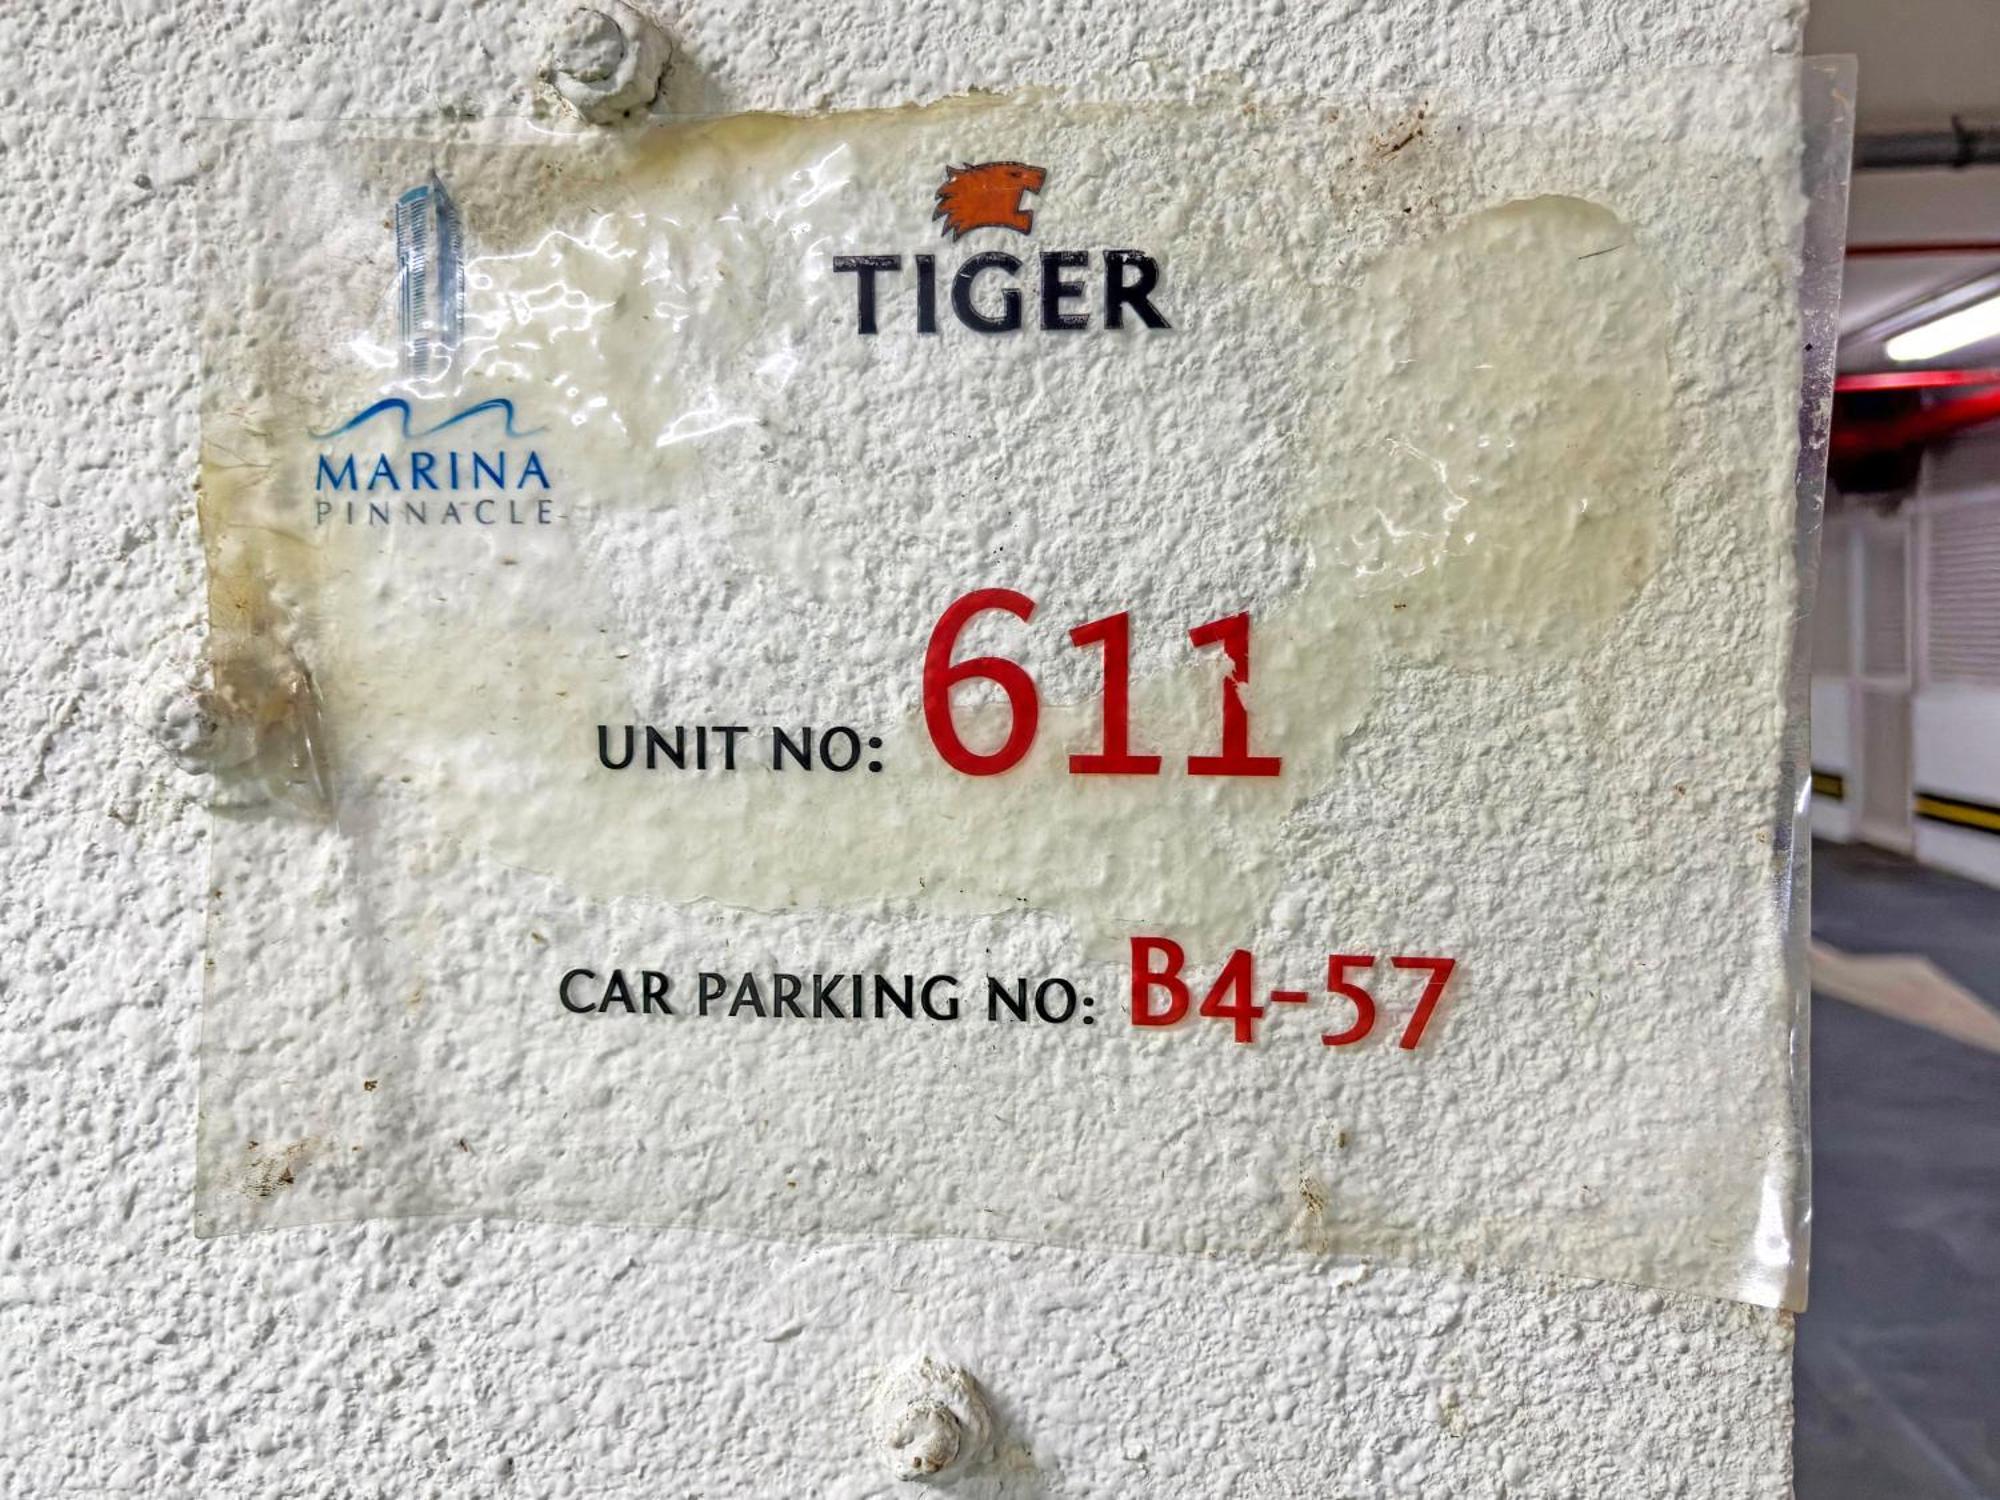 TIGER
MARINA
PINNACLE
UNIT NO: 611
CAR PARKING NO: B4-57